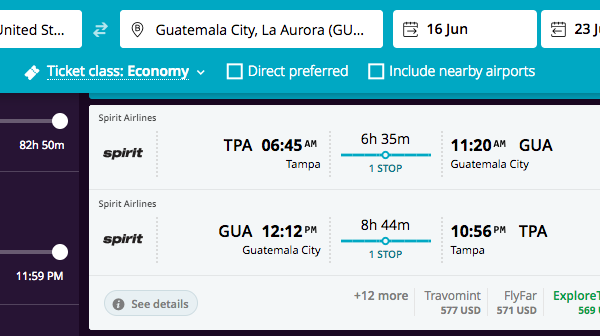 United St...
B
Guatemala City, La Aurora (GU...
16 Jun
23 J
Ticket class: Economy
Direct preferred
Include nearby airports
82h 50m
11:59 PM
Spirit Airlines
spirit
TPA 06:45 AM
Tampa
6h 35m
1 STOP
11:20 AM GUA
Guatemala City
Spirit Airlines
spirit
GUA 12:12 PM
Guatemala City
8h 44m
1 STOP
10:56 PM TPA
Tampa
i See details
+12 more
Travomint
577 USD
FlyFar
571 USD
ExploreT
569